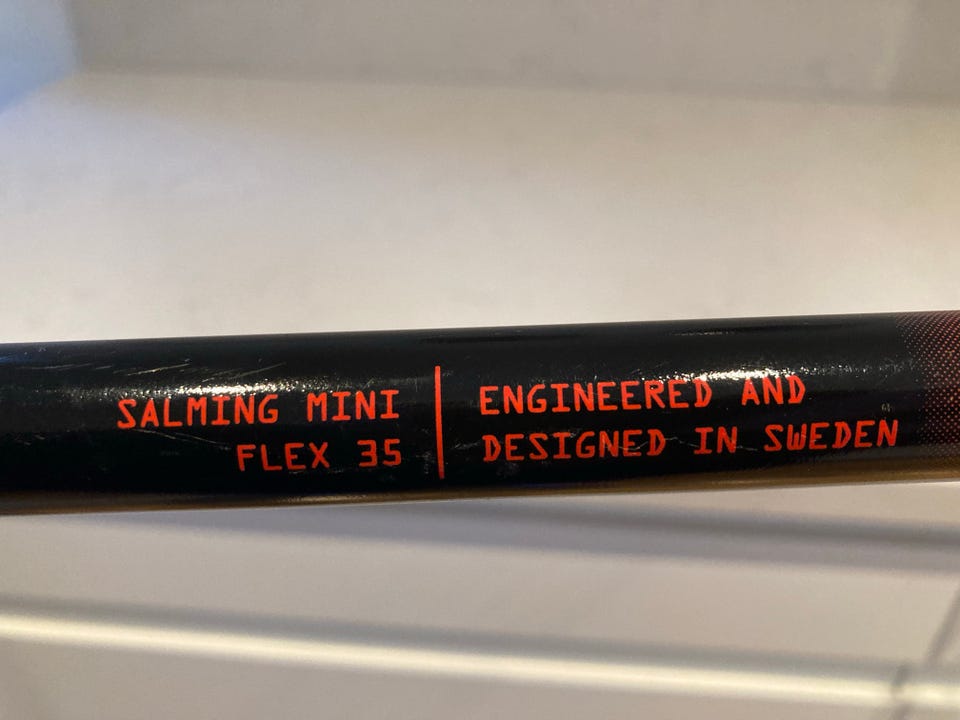 SALMING MINI
FLEX 35
ENGINEERED AND
DESIGNED IN SWEDEN